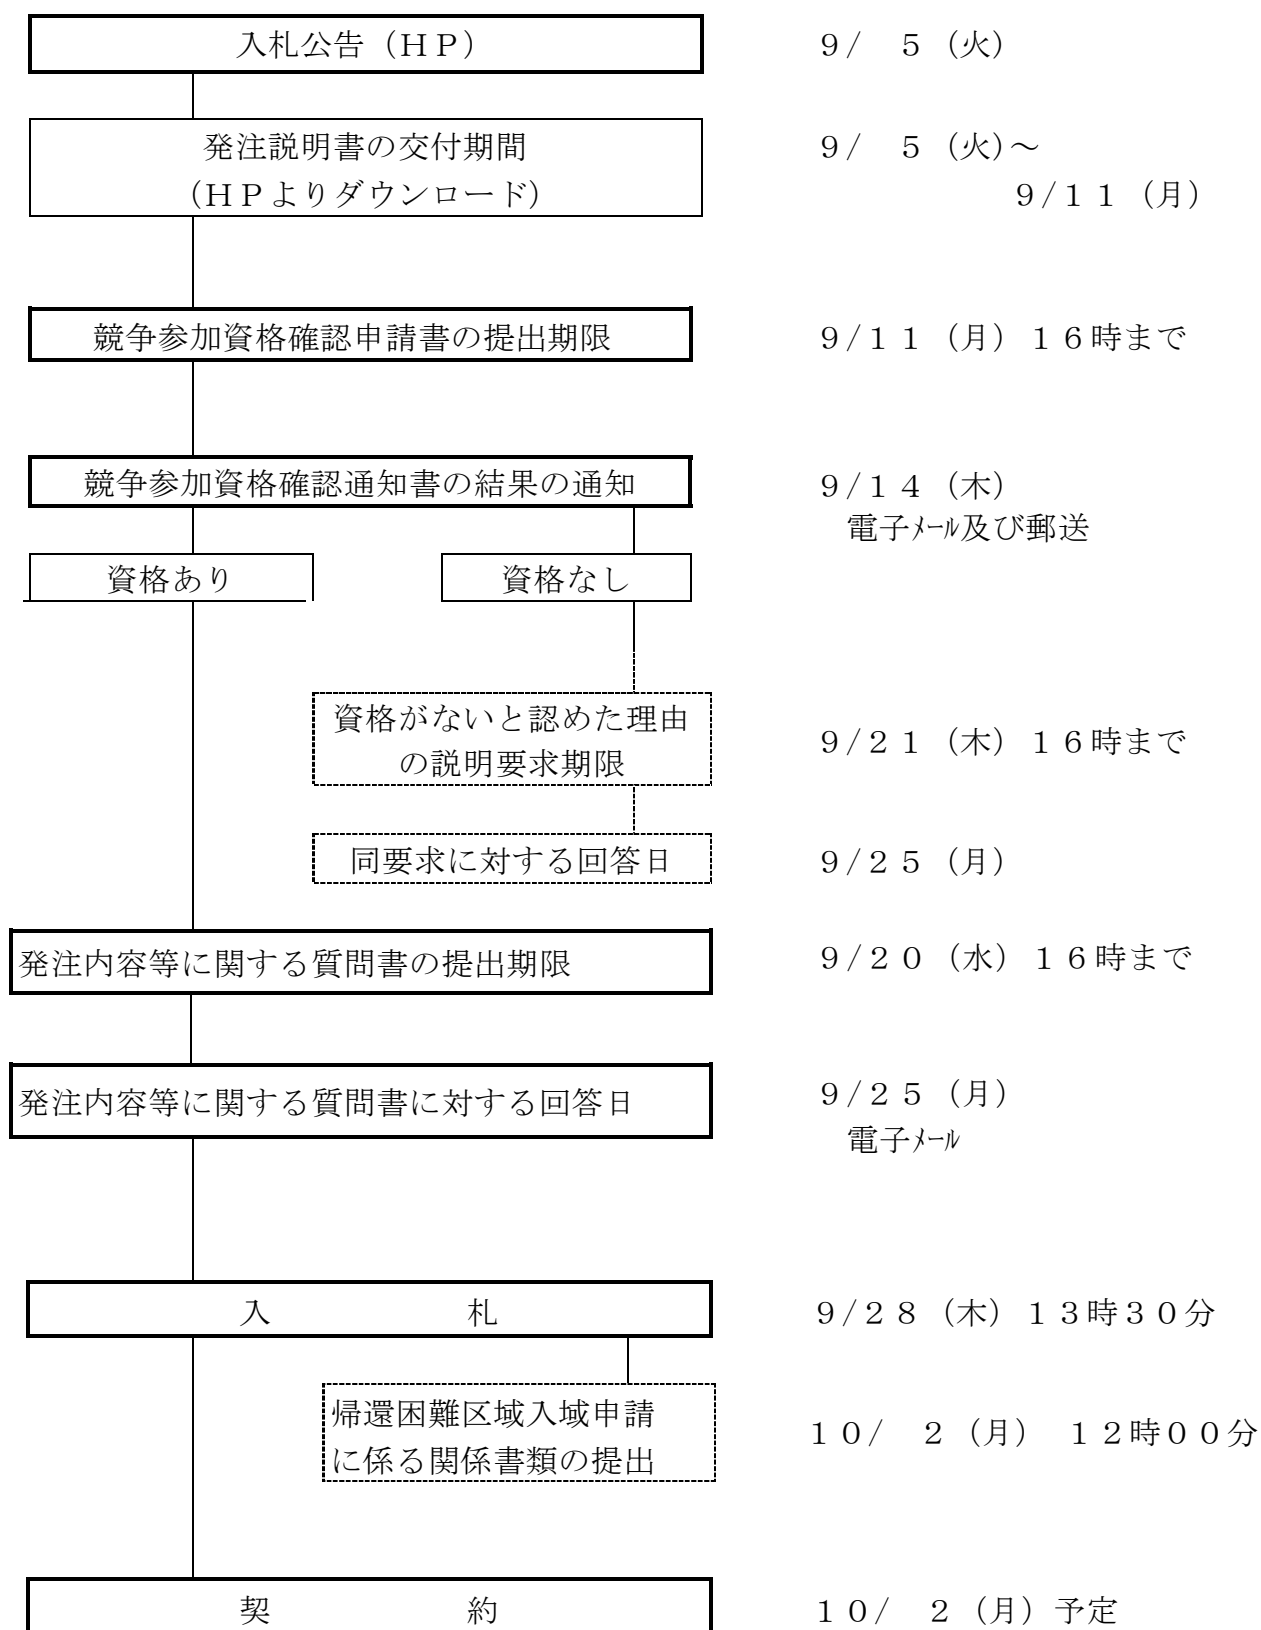 入札公告（ＨＰ）　９/　５（火）
発注説明書の交付期間　９/　５（火）～
（ＨＰよりダウンロード）　９/１１（月）
競争参加資格確認申請書の提出期限　９/１１（月）１６時まで
競争参加資格確認通知書の結果の通知　９/１４（木）
電子ﾒｰﾙ及び郵送
資格あり　資格なし
資格がないと認めた理由
の説明要求期限　９/２１（木）１６時まで
同要求に対する回答日　９/２５（月）
発注内容等に関する質問書の提出期限　９/２０（水）１６時まで
発注内容等に関する質問書に対する回答日　９/２５（月）
電子ﾒｰﾙ
入　　　札　９/２８（木）１３時３０分
帰還困難区域入域申請
に係る関係書類の提出　１０/　２（月）　１２時００分
契　　　約　１０/　２（月）予定